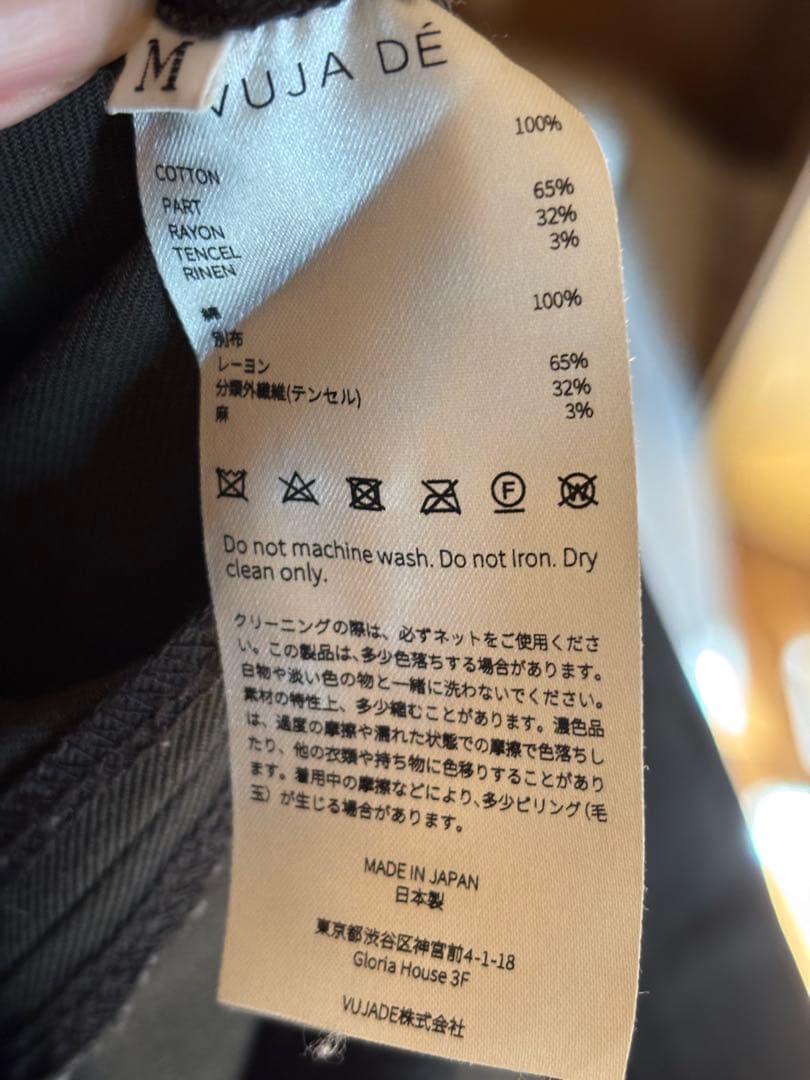 M
VUJA DÉ
COTTON 100%
PART
RAYON 65%
TENCEL 32%
RINEN 3%
綿 100%
別布
レーヨン 65%
分類外繊維(テンセル) 32%
麻 3%
F W
Do not machine wash. Do not Iron. Dry
clean only.
クリーニングの際は、必ずネットをご使用くださ
い。この製品は、多少色落ちする場合があります。
白物や淡い色の物と一緒に洗わないでください。
素材の特性上、多少縮むことがあります。濃色品
は、過度の摩擦や濡れた状態での摩擦で色落ちし
たり、他の衣類や持ち物に色移りすることがあり
ます。着用中の摩擦などにより、多少ピリング(毛
玉)が生じる場合があります。
MADE IN JAPAN
日本製
東京都渋谷区神宮前4-1-18
Gloria House 3F
VUJADE株式会社